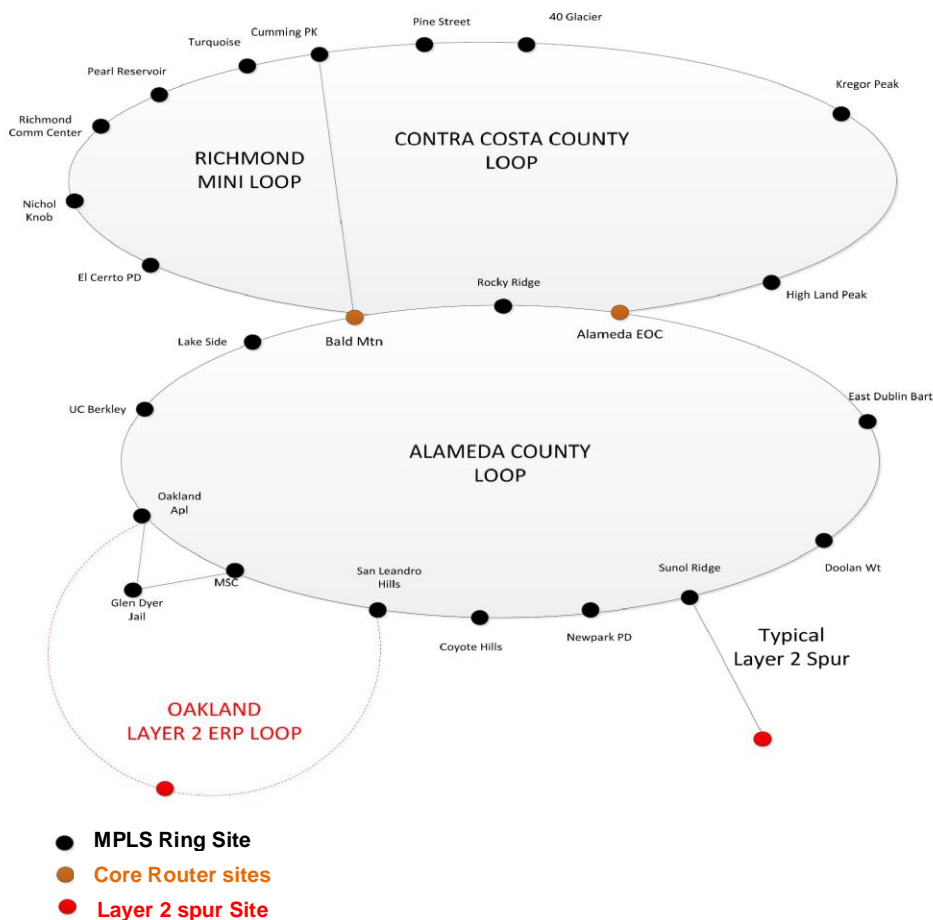 40 Glacier
Pine Street
Cumming PK
Turquoise
Pearl Reservoir
Kregor Peak
Richmond
Comm Center
CONTRA COSTA COUNTY
LOOP
RICHMOND
MINI LOOP
Nichol
Knob
El Cerrto PD
Rocky Ridge
High Land Peak
Lake Side
Bald Mtn
Alameda EOC
UC Berkley
East Dublin Bart
ALAMEDA COUNTY
LOOP
Oakland
Apl
Glen Dyer
Jail
MSC
San Leandro
Hills
Sunol Ridge
Doolan Wt
Coyote Hills
Newpark PD
Typical
Layer 2 Spur
OAKLAND
LAYER 2 ERP LOOP
MPLS Ring Site
Core Router sites
Layer 2 spur Site